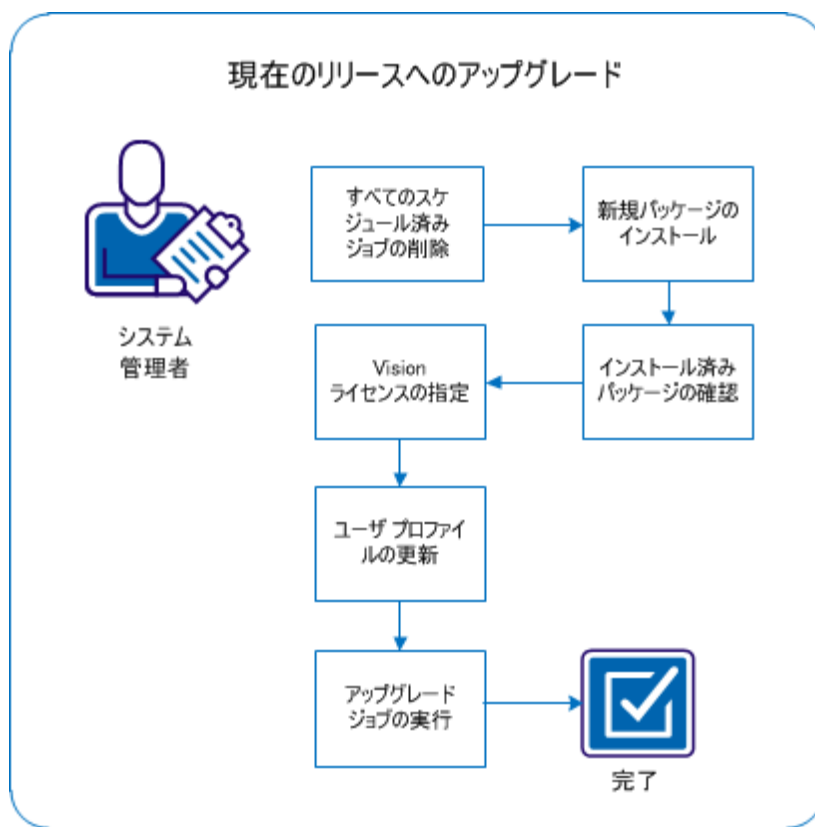 現在のリリースへのアップグレード
システム
管理者
すべてのスケ
ジュール済み
ジョブの削除
新規パッケージの
インストール
インストール済み
パッケージの確認
Vision
ライセンスの指定
ユーザ プロファイ
ルの更新
アップグレード
ジョブの実行
完了